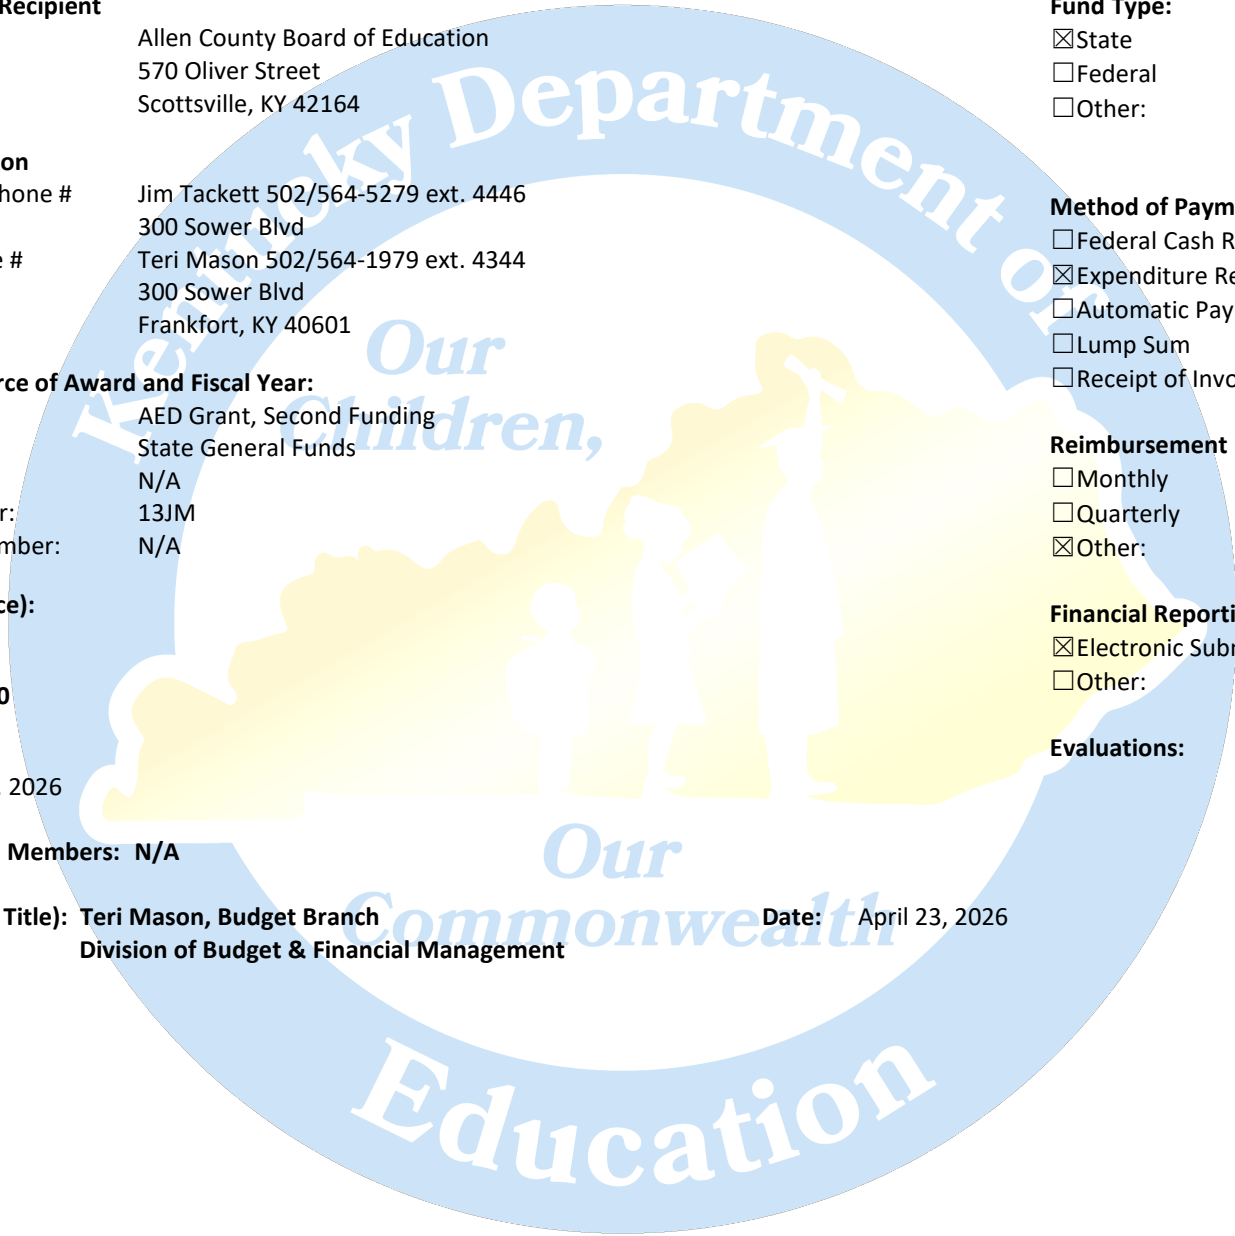 Recipient
Allen County Board of Education
570 Oliver Street
Scottsville, KY 42164
on
hone # Jim Tackett 502/564-5279 ext. 4446
300 Sower Blvd
e # Teri Mason 502/564-1979 ext. 4344
300 Sower Blvd
Frankfort, KY 40601
rce of Award and Fiscal Year:
AED Grant, Second Funding
State General Funds
N/A
r: 13JM
mber: N/A
ce):
0
, 2026
Members: N/A
Title): Teri Mason, Budget Branch Date: April 23, 2026
Division of Budget & Financial Management
Fund Type:
☒State
☐Federal
☐Other:
Method of Paym
☐Federal Cash R
☒Expenditure Re
☐Automatic Pay
☐Lump Sum
☐Receipt of Invo
Reimbursement
☐Monthly
☐Quarterly
☒Other:
Financial Reporti
☒Electronic Subr
☐Other:
Evaluations:
Kentucky Department of
Education
Our
Children,
Our
Commonwealth